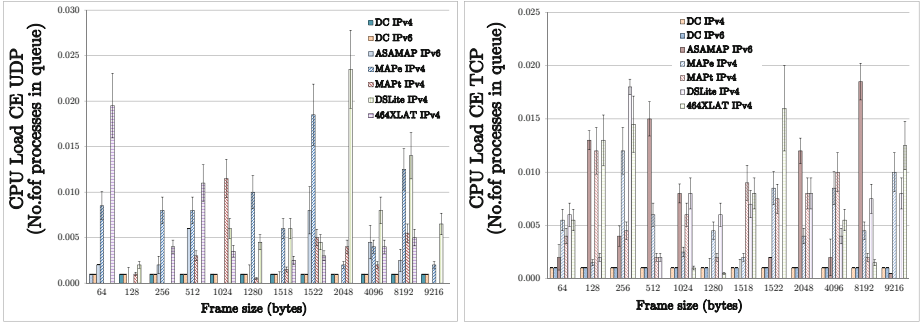 CPU Load CE UDP
(No.fof processes in queue)
0.030
0.025
0.020
0.015
0.010
0.005
0.000
DC IPv4
DC IPv6
ASAMAP IPv6
MAPe IPv4
MAPt IPv4
DSLite IPv4
464XLAT IPv4
64 128 256 512 1024 1280 1518 1522 2048 4096 8192 9216
Frame size (bytes)
CPU Load CE TCP
(No.fof processes in queue)
0.025
0.020
0.015
0.010
0.005
0.000
DC IPv4
DC IPv6
ASAMAP IPv6
MAPe IPv4
MAPt IPv4
DSLite IPv4
464XLAT IPv4
64 128 256 512 1024 1280 1518 1522 2048 4096 8192 9216
Frame size (bytes)